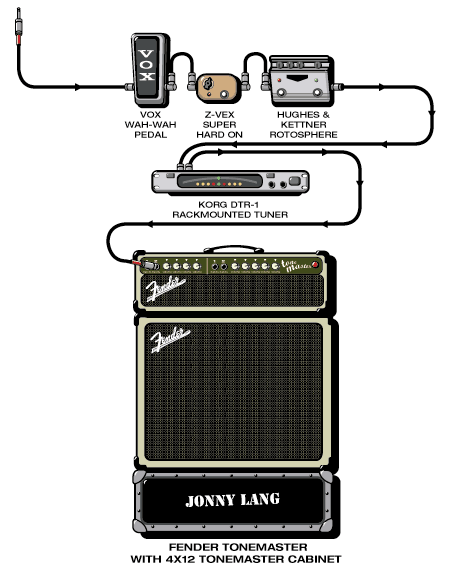 VOX
VOX
WAH-WAH
PEDAL
Z-VEX
SUPER
HARD ON
HUGHES &
KETTNER
ROTOSPHERE
KORG DTR-1
RACKMOUNTED TUNER
tone
master
Fender
Fender
JONNY LANG
FENDER TONEMASTER
WITH 4X12 TONEMASTER CABINET